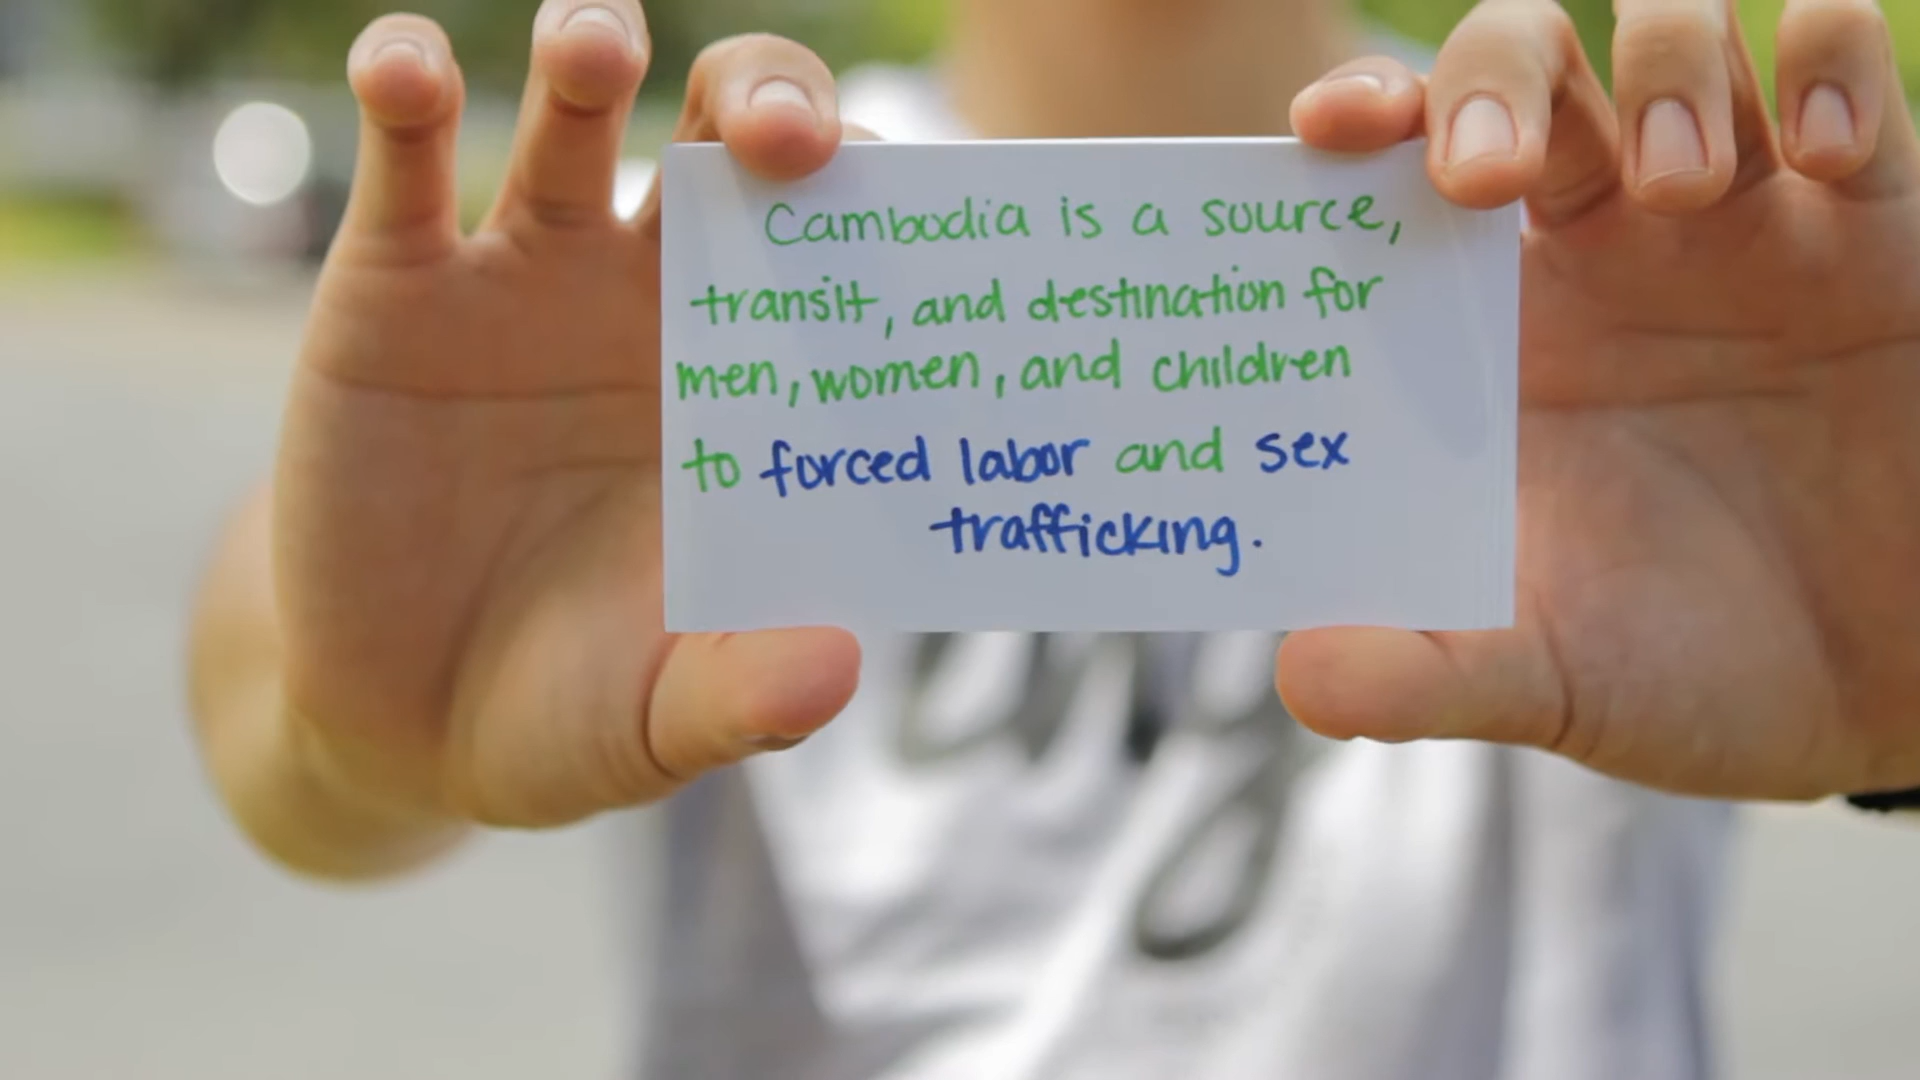 Cambodia is a source,
transit, and destination for
men, women, and children
to forced labor and sex
trafficking.